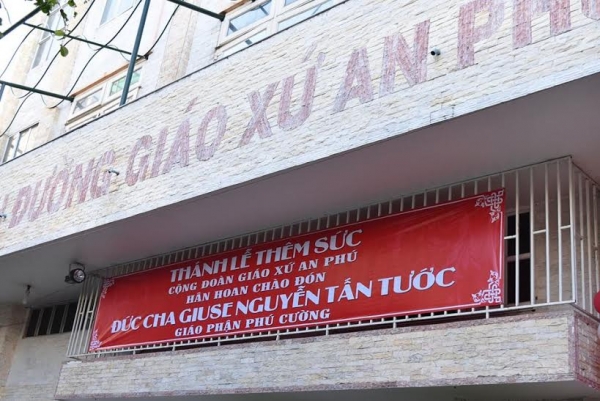 ĐƯỜNG GIÁO XỨ AN PHÚ
THÁNH LỄ THÊM SỨC
CỘNG ĐOÀN GIÁO XỨ AN PHÚ
HÂN HOAN CHÀO ĐÓN
ĐỨC CHA GIUSE NGUYỄN TẤN TƯỚC
GIÁO PHẬN PHÚ CƯỜNG